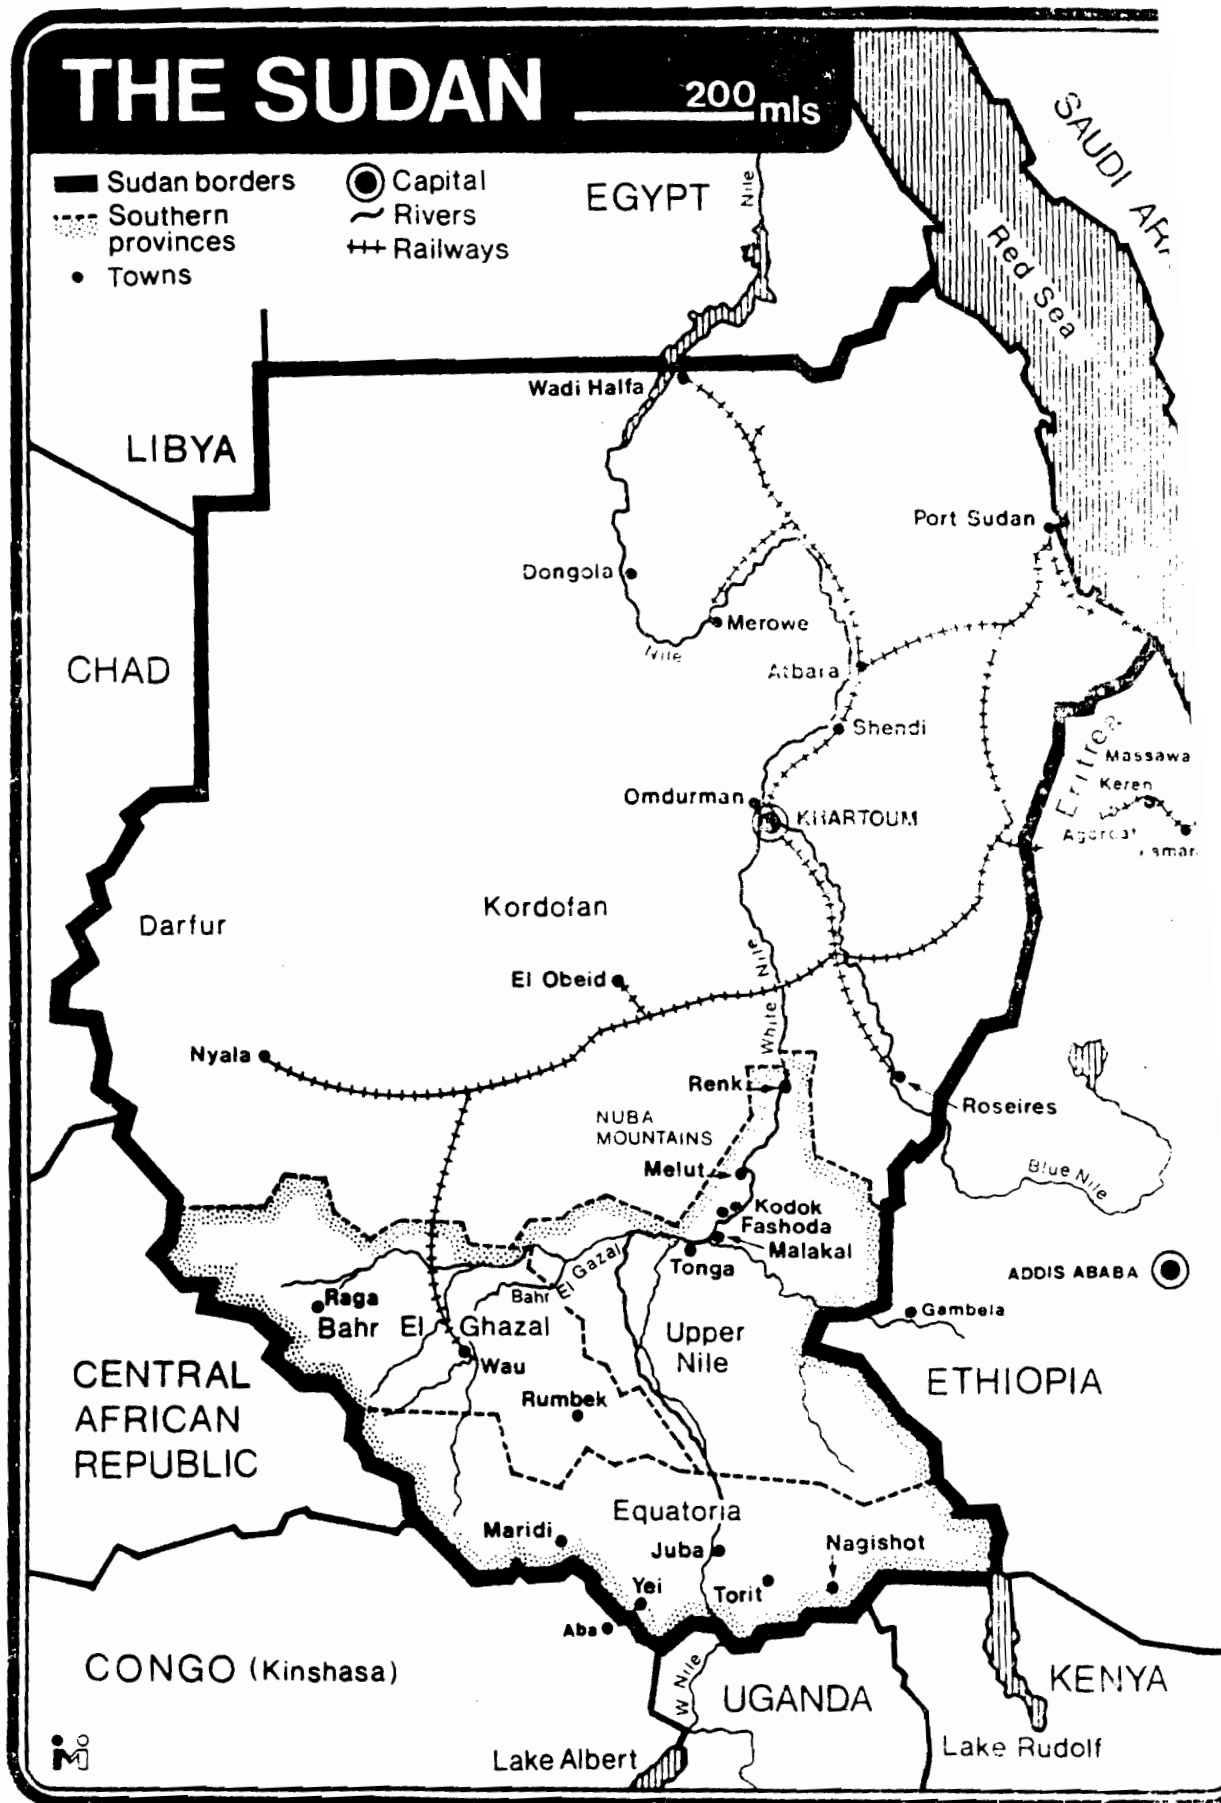 THE SUDAN
200 mls
Sudan borders
Southern
provinces
Towns
Capital
Rivers
Railways
EGYPT
Nile
SAUDI
Red Sea
Wadi Halfa
LIBYA
Port Sudan
Dongola
Merowe
Nile
CHAD
Atbara
Shendi
Eritrea
Massawa
Keren
Omdurman
KHARTOUM
Agordat
Kordofan
Darfur
El Obeid
White Nile
Nyala
Renk
Roseires
NUBA
MOUNTAINS
Melut
Blue Nile
Kodok
Fashoda
Malakal
Tonga
ADDIS ABABA
Bahr El Gazal
Raga
Gambela
Bahr El Ghazal
Upper
Nile
Wau
ETHIOPIA
CENTRAL
AFRICAN
REPUBLIC
Rumbek
Equatoria
Maridi
Juba
Nagishot
Yei
Torit
Aba
CONGO (Kinshasa)
W Nile
UGANDA
KENYA
Lake Albert
Lake Rudolf